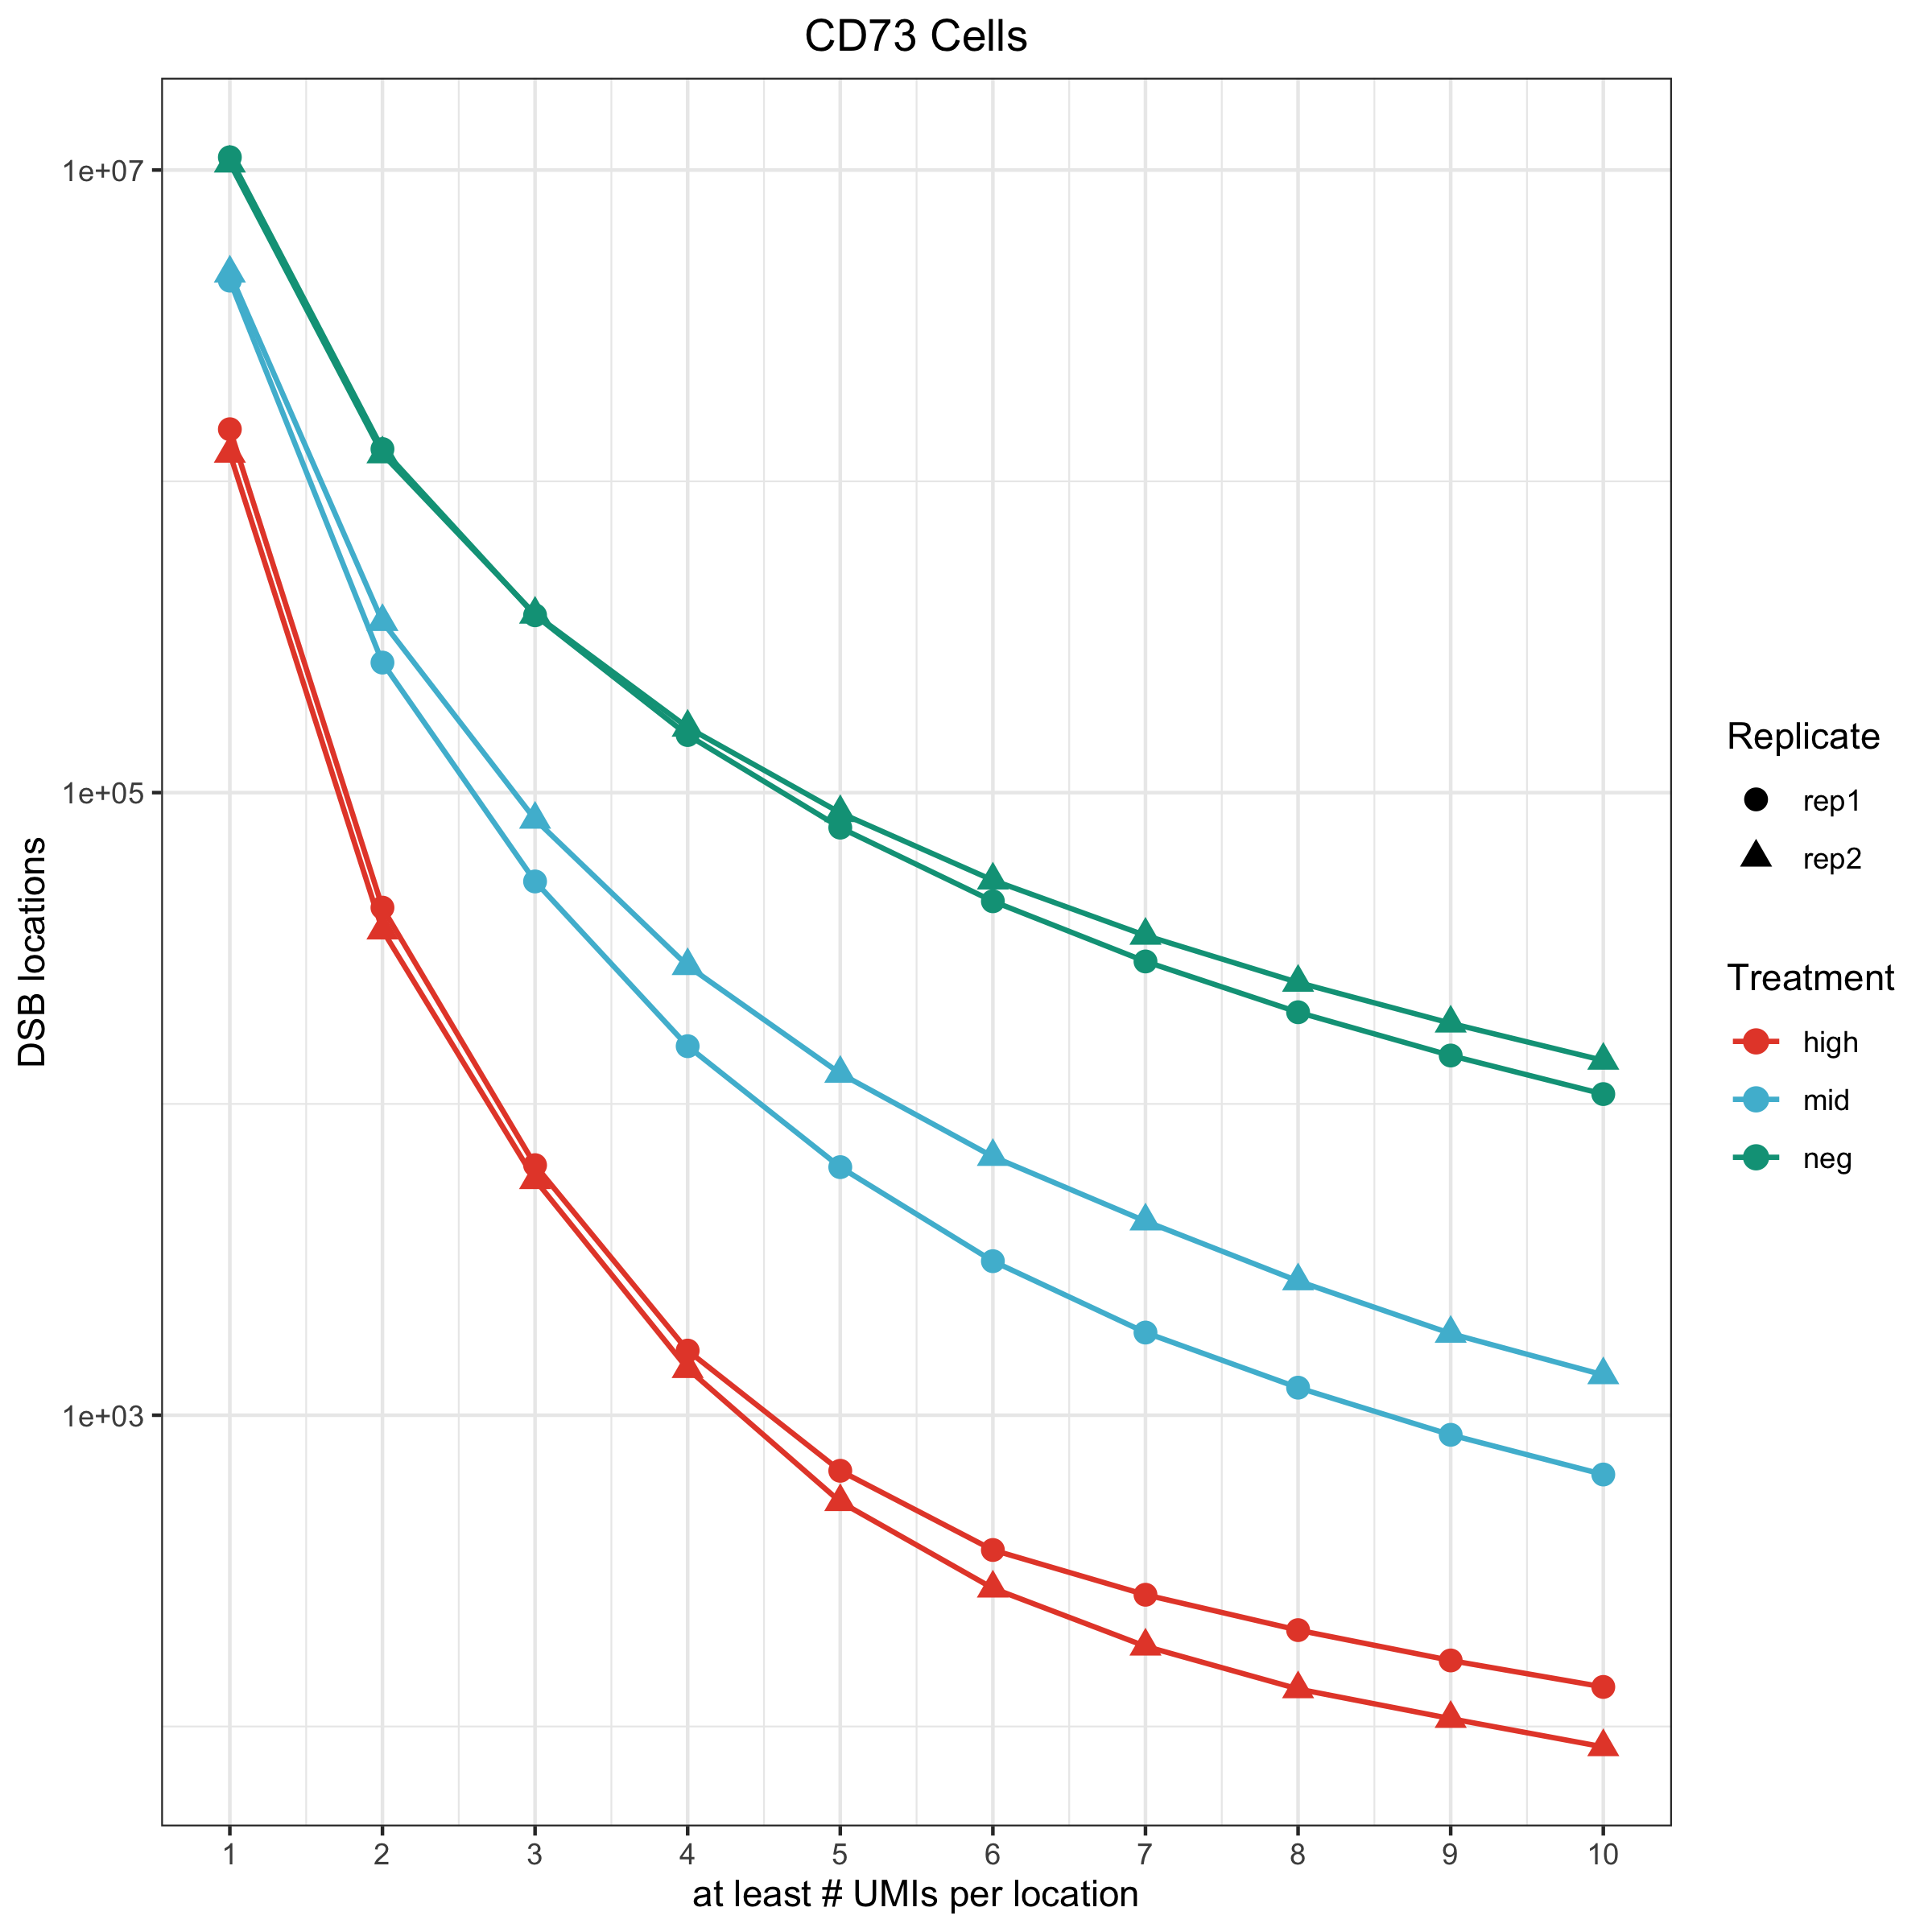 CD73 Cells
1e+07
1e+05
1e+03
DSB locations
1 2 3 4 5 6 7 8 9 10
at least # UMIs per location
Replicate
rep1
rep2
Treatment
high
mid
neg